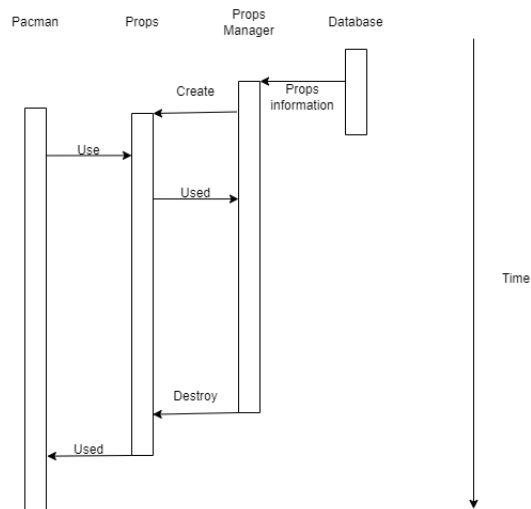 Pacman
Props
Props
Manager
Database
Create
Props
information
Use
Used
Time
Destroy
Used